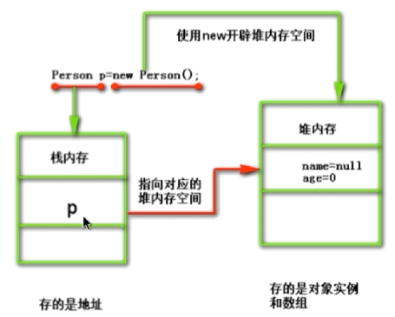 使用new开辟堆内存空间
Person p=new Person();
栈内存
p
指向对应的
堆内存空间
堆内存
name=null
age=0
存的是地址
存的是对象实例
和数组